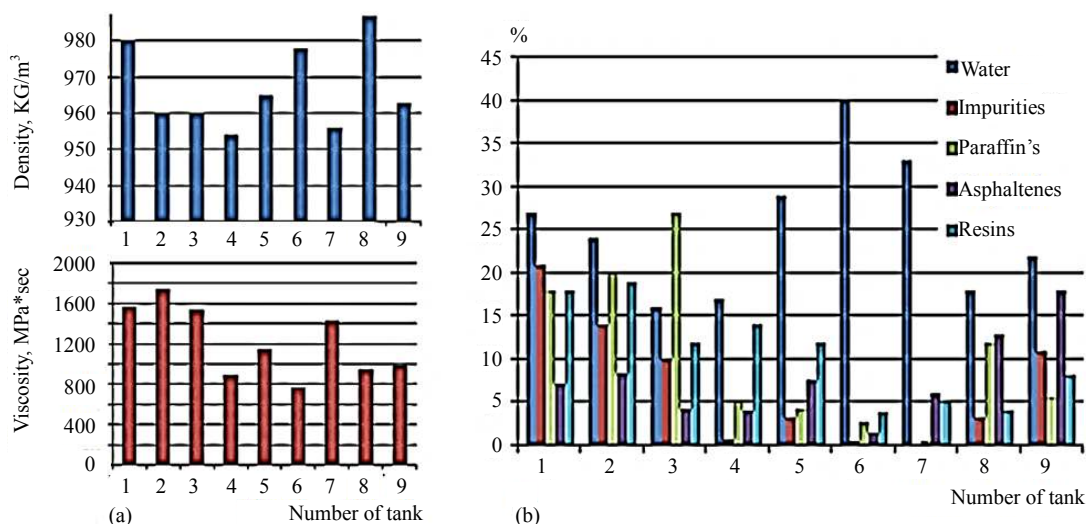 Density, KG/m³
980
970
960
950
940
930
1 2 3 4 5 6 7 8 9
Viscosity, MPa*sec
2000
1600
1200
800
400
0
1 2 3 4 5 6 7 8 9
(a) Number of tank
%
45
40
35
30
25
20
15
10
5
0
Water
Impurities
Paraffin's
Asphaltenes
Resins
1 2 3 4 5 6 7 8 9
(b) Number of tank